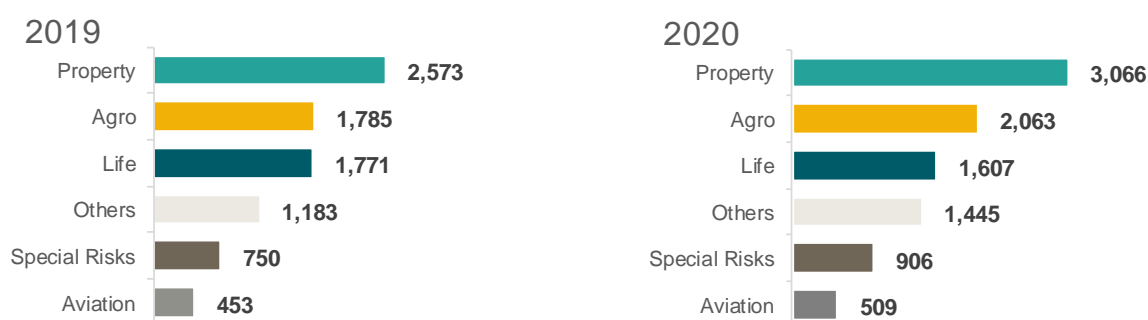 2019
Property 2,573
Agro 1,785
Life 1,771
Others 1,183
Special Risks 750
Aviation 453
2020
Property 3,066
Agro 2,063
Life 1,607
Others 1,445
Special Risks 906
Aviation 509